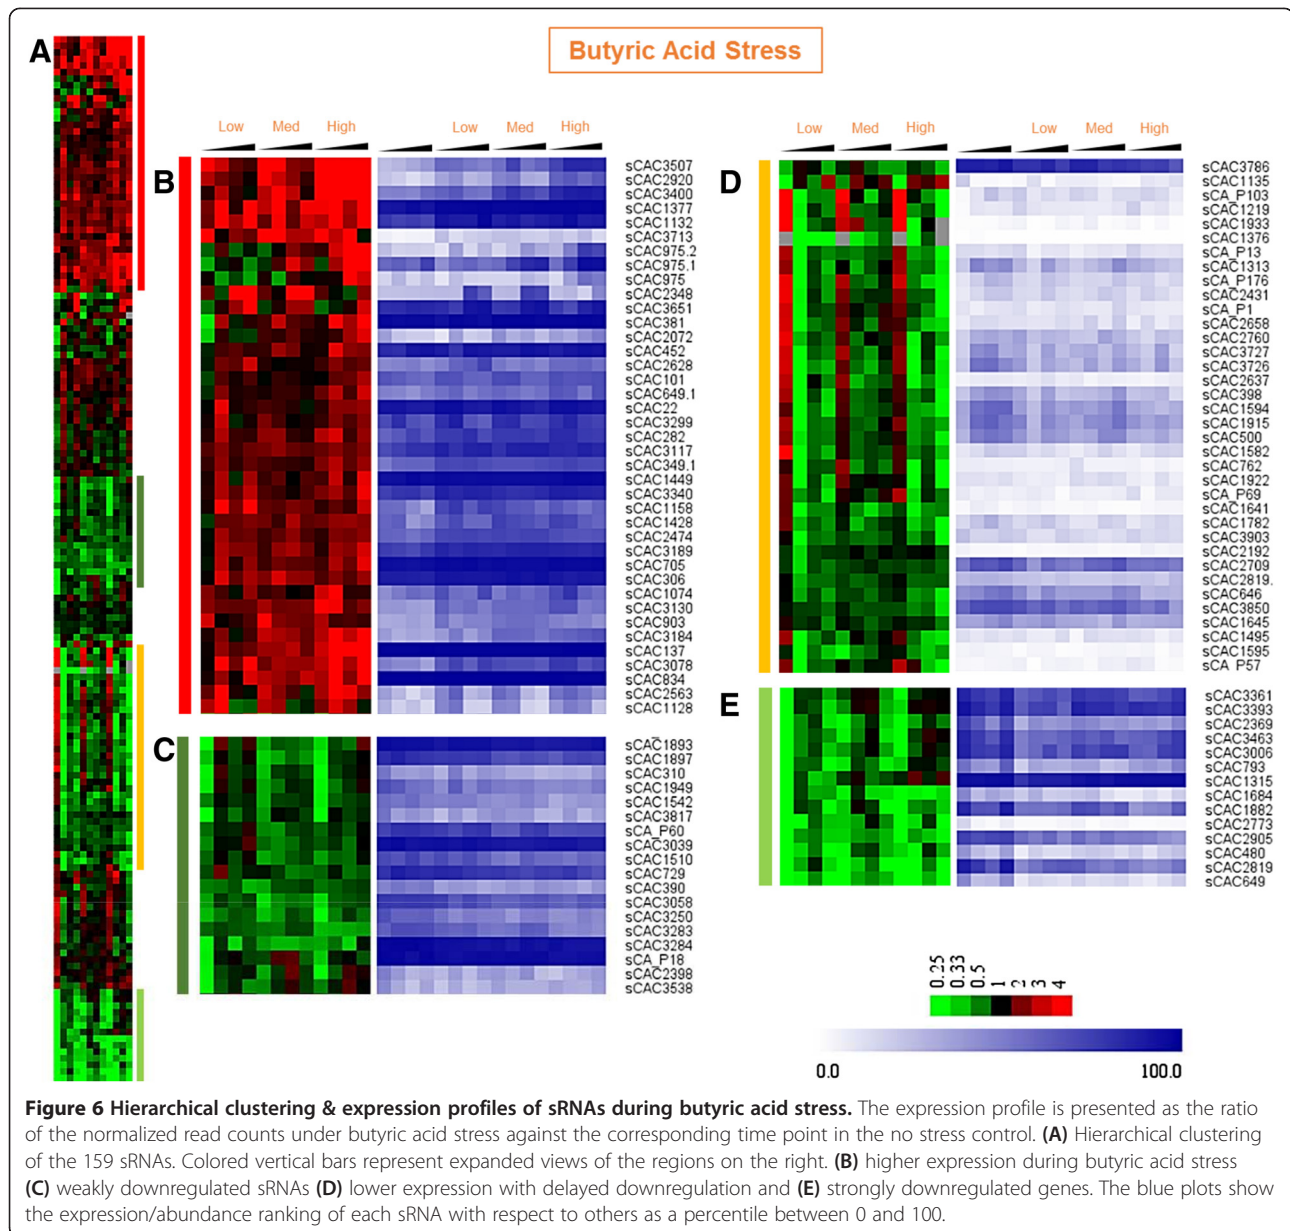 A
Butyric Acid Stress
Low Med High
Low Med High
B
sCAC3507
sCAC2920
sCAC3400
sCAC1377
sCAC1132
sCAC3713
sCAC975.2
sCAC975.1
sCAC975
sCAC2348
sCAC3651
sCAC381
sCAC2072
sCAC452
sCAC2628
sCAC101
sCAC649.1
sCAC22
sCAC3299
sCAC282
sCAC3117
sCAC349.1
sCAC1449
sCAC3340
sCAC1158
sCAC1428
sCAC2474
sCAC3189
sCAC705
sCAC306
sCAC1074
sCAC3130
sCAC903
sCAC3184
sCAC137
sCAC3078
sCAC834
sCAC2563
sCAC1128
C
sCAC1893
sCAC1897
sCAC310
sCAC1949
sCAC1542
sCAC3817
sCA_P60
sCAC3039
sCAC1510
sCAC729
sCAC390
sCAC3058
sCAC3250
sCAC3283
sCAC3284
sCA_P18
sCAC2398
sCAC3538
Low Med High
Low Med High
D
sCAC3786
sCAC1135
sCA_P103
sCAC1219
sCAC1933
sCAC1376
sCA_P13
sCAC1313
sCA_P176
sCAC2431
sCA_P1
sCAC2658
sCAC2760
sCAC3727
sCAC3726
sCAC2637
sCAC398
sCAC1594
sCAC1915
sCAC500
sCAC1582
sCAC762
sCAC1922
sCA_P69
sCAC1641
sCAC1782
sCAC3903
sCAC2192
sCAC2709
sCAC2819.
sCAC646
sCAC3850
sCAC1645
sCAC1495
sCAC1595
sCA_P57
E
sCAC3361
sCAC3393
sCAC2369
sCAC3463
sCAC3006
sCAC793
sCAC1315
sCAC1684
sCAC1882
sCAC2773
sCAC2905
sCAC480
sCAC2819
sCAC649
0.25 0.33 0.5 1 2 3 4
0.0 100.0
Figure 6 Hierarchical clustering & expression profiles of sRNAs during butyric acid stress. The expression profile is presented as the ratio
of the normalized read counts under butyric acid stress against the corresponding time point in the no stress control. (A) Hierarchical clustering
of the 159 sRNAs. Colored vertical bars represent expanded views of the regions on the right. (B) higher expression during butyric acid stress
(C) weakly downregulated sRNAs (D) lower expression with delayed downregulation and (E) strongly downregulated genes. The blue plots show
the expression/abundance ranking of each sRNA with respect to others as a percentile between 0 and 100.